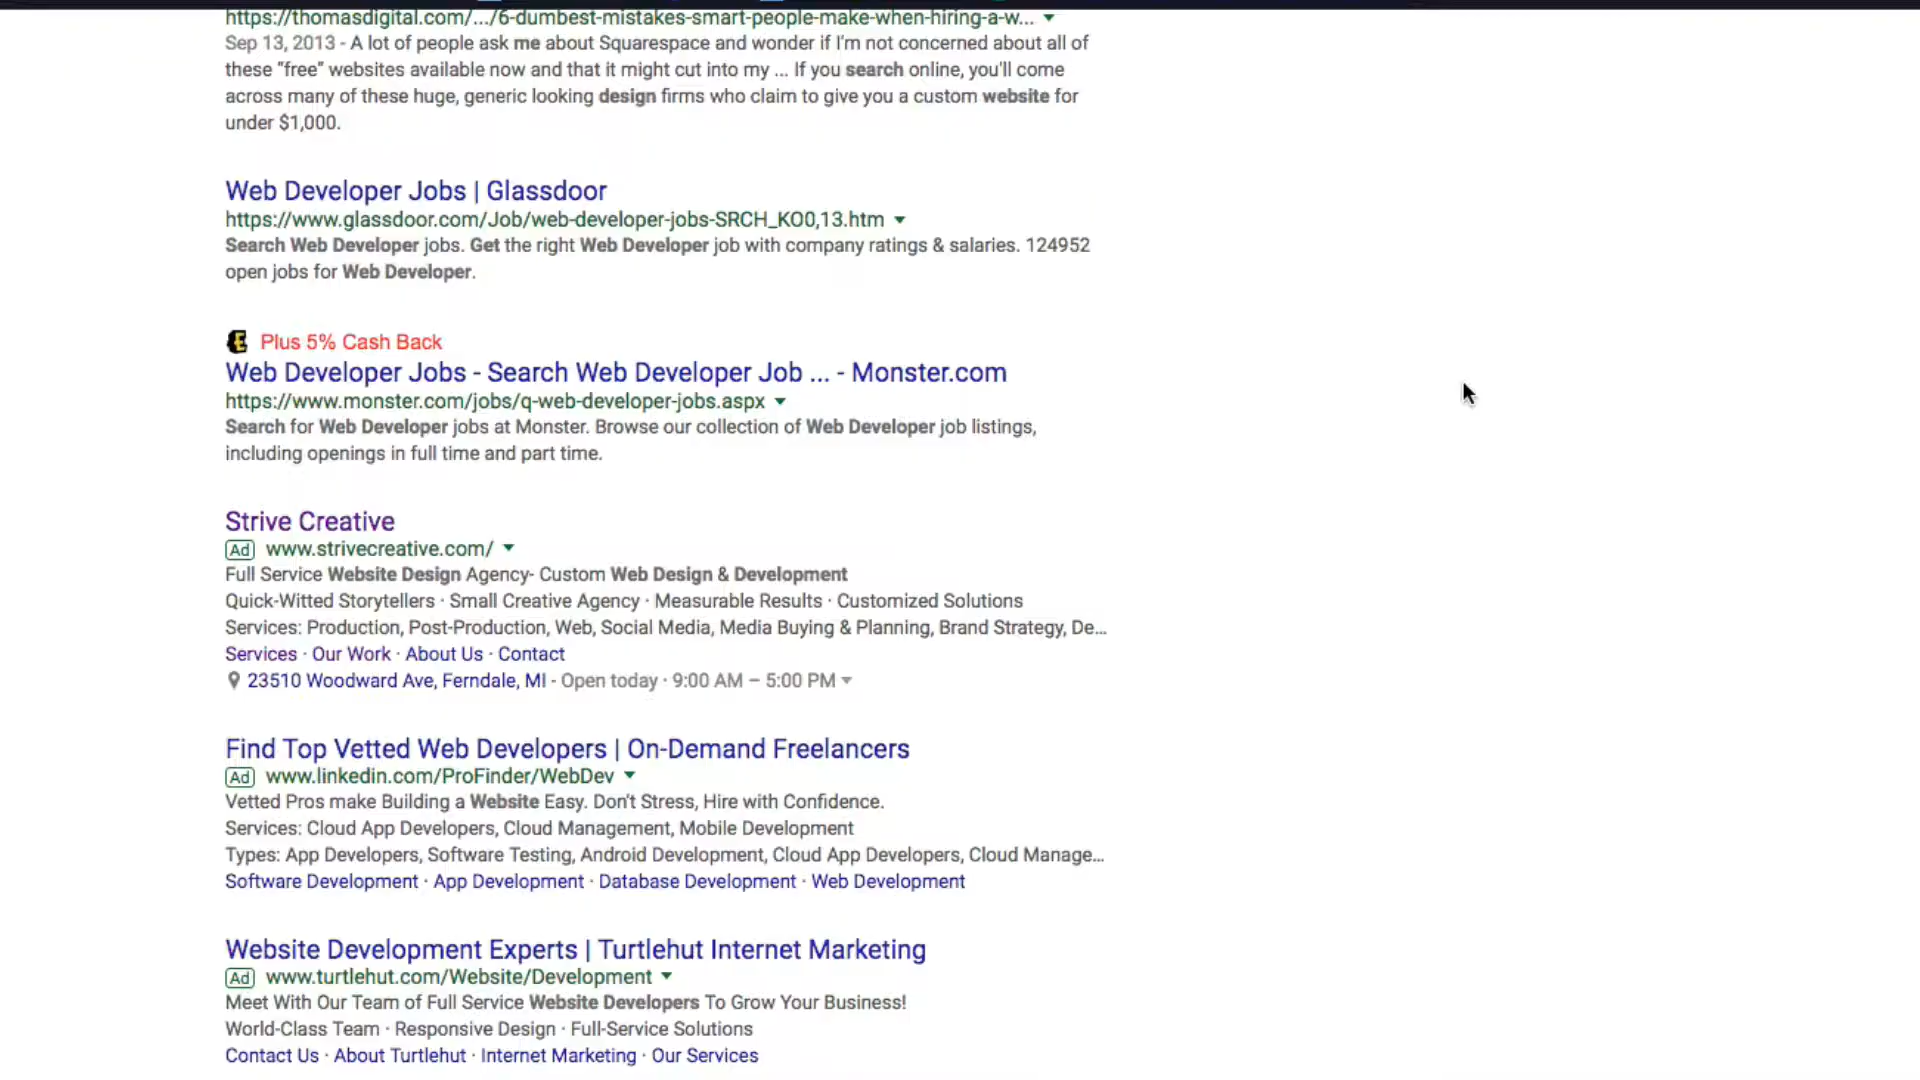 https://thomasdigital.com/.../6-dumbest-mistakes-smart-people-make-when-hiring-a-w...
Sep 13, 2013 - A lot of people ask me about Squarespace and wonder if I'm not concerned about all of
these "free" websites available now and that it might cut into my ... If you search online, you'll come
across many of these huge, generic looking design firms who claim to give you a custom website for
under $1,000.
Web Developer Jobs | Glassdoor
https://www.glassdoor.com/Job/web-developer-jobs-SRCH_KO0,13.htm
Search Web Developer jobs. Get the right Web Developer job with company ratings & salaries. 124952
open jobs for Web Developer.
E Plus 5% Cash Back
Web Developer Jobs - Search Web Developer Job ... - Monster.com
https://www.monster.com/jobs/q-web-developer-jobs.aspx
Search for Web Developer jobs at Monster. Browse our collection of Web Developer job listings,
including openings in full time and part time.
Strive Creative
Ad www.strivecreative.com/
Full Service Website Design Agency- Custom Web Design & Development
Quick-Witted Storytellers · Small Creative Agency · Measurable Results · Customized Solutions
Services: Production, Post-Production, Web, Social Media, Media Buying & Planning, Brand Strategy, De...
Services · Our Work · About Us · Contact
23510 Woodward Ave, Ferndale, MI - Open today · 9:00 AM – 5:00 PM
Find Top Vetted Web Developers | On-Demand Freelancers
Ad www.linkedin.com/ProFinder/WebDev
Vetted Pros make Building a Website Easy. Don't Stress, Hire with Confidence.
Services: Cloud App Developers, Cloud Management, Mobile Development
Types: App Developers, Software Testing, Android Development, Cloud App Developers, Cloud Manage...
Software Development · App Development · Database Development · Web Development
Website Development Experts | Turtlehut Internet Marketing
Ad www.turtlehut.com/Website/Development
Meet With Our Team of Full Service Website Developers To Grow Your Business!
World-Class Team · Responsive Design · Full-Service Solutions
Contact Us · About Turtlehut · Internet Marketing · Our Services